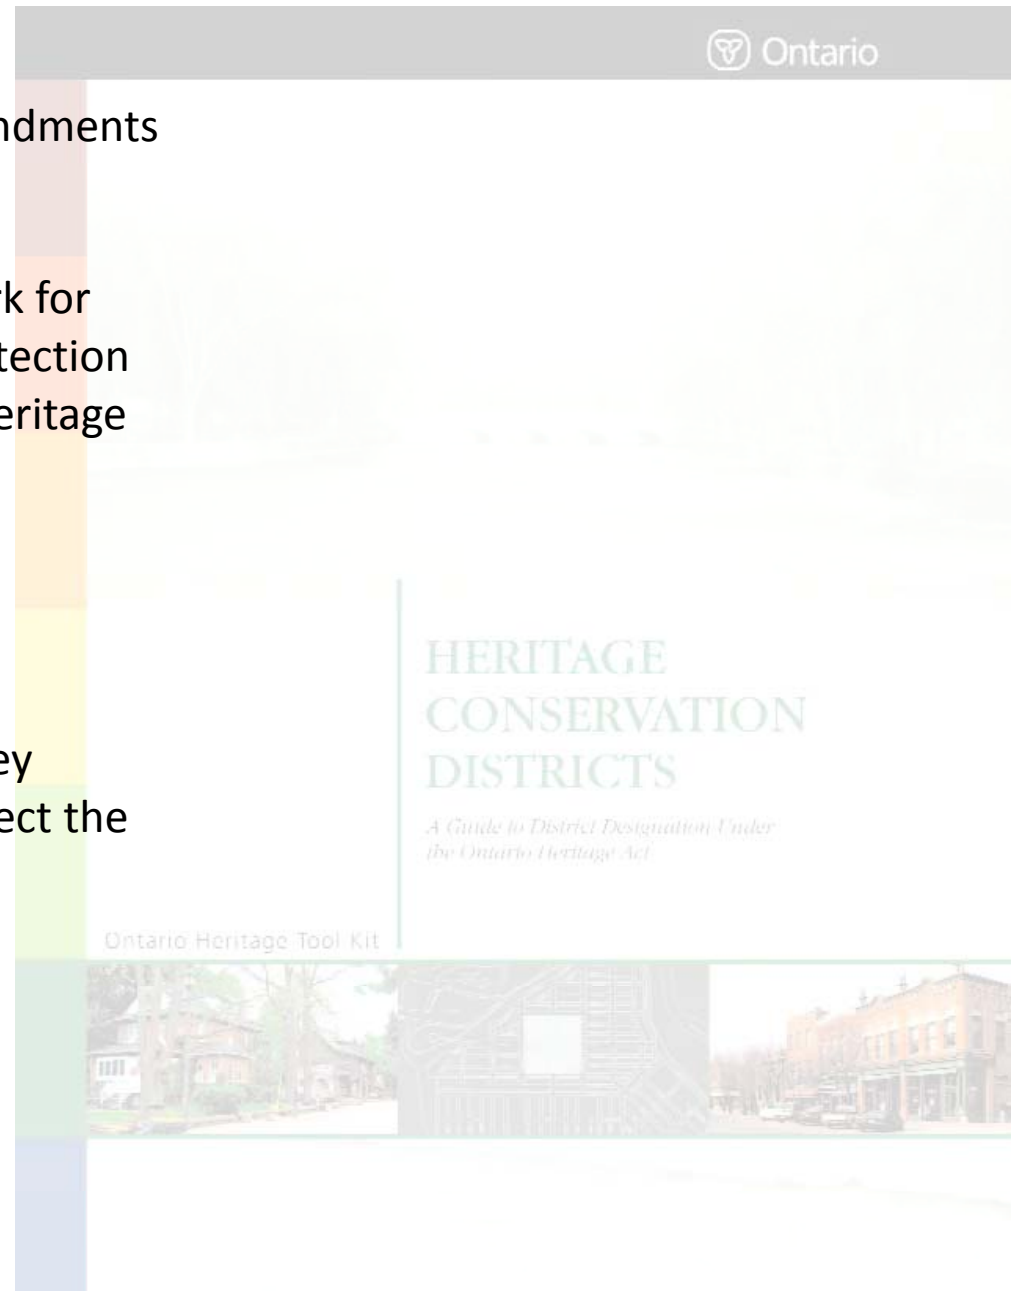 Ontario
ndments
k for
tection
eritage
ey
ect the
HERITAGE
CONSERVATION
DISTRICTS
A Guide to District Designation Under
the Ontario Heritage Act
Ontario Heritage Tool Kit